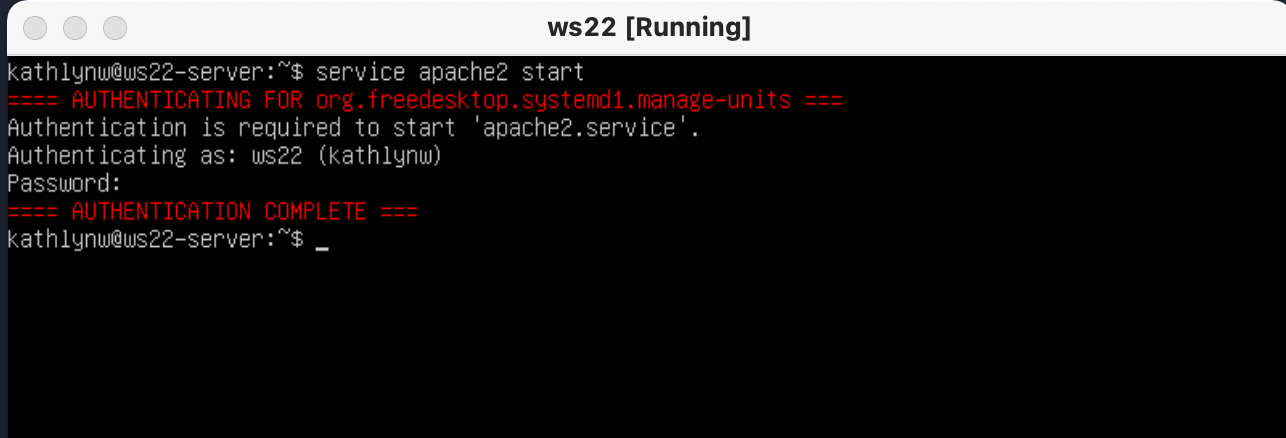 ws22 [Running]
kathlynw@ws22-server:~$ service apache2 start
==== AUTHENTICATING FOR org.freedesktop.systemd1.manage-units ===
Authentication is required to start 'apache2.service'.
Authenticating as: ws22 (kathlynw)
Password:
==== AUTHENTICATION COMPLETE ===
kathlynw@ws22-server:~$ _